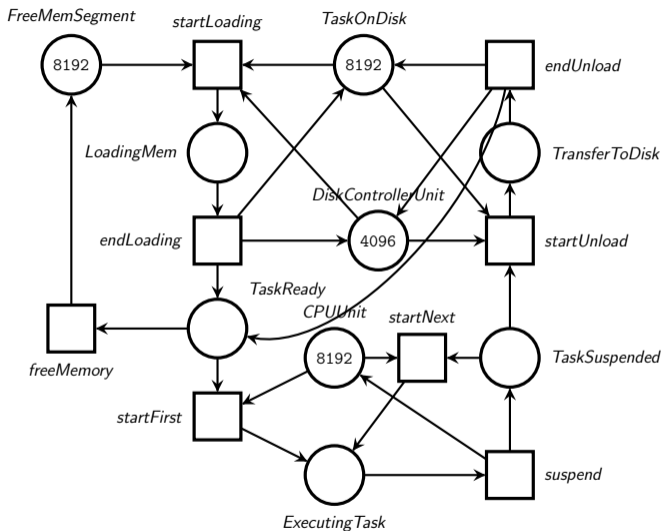 FreeMemSegment
startLoading
TaskOnDisk
8192
8192
endUnload
LoadingMem
TransferToDisk
DiskControllerUnit
endLoading
4096
startUnload
TaskReady
CPUUnit
startNext
freeMemory
8192
TaskSuspended
startFirst
suspend
ExecutingTask